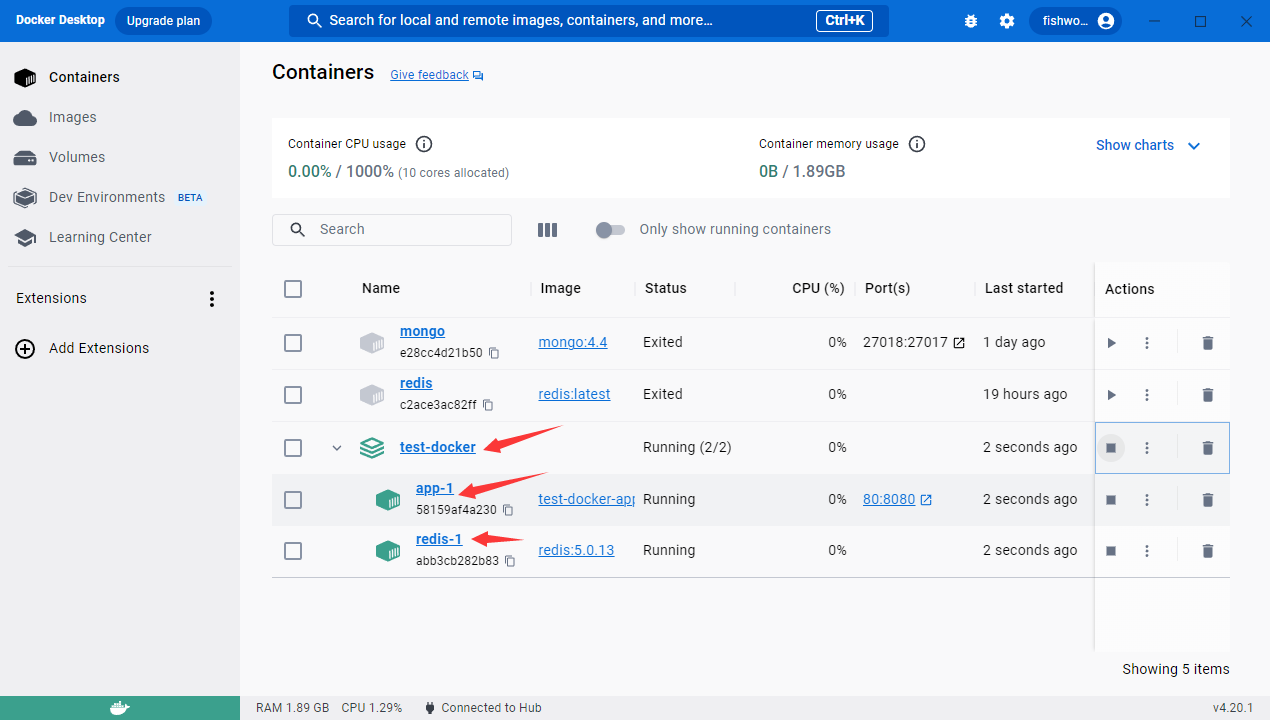 Docker Desktop Upgrade plan Search for local and remote images, containers, and more... Ctrl+K fishwo...
Containers
Images
Volumes
Dev Environments BETA
Learning Center
Extensions
Add Extensions
Containers Give feedback
Container CPU usage
0.00% / 1000% (10 cores allocated)
Container memory usage
0B / 1.89GB
Show charts
Search Only show running containers
Name Image Status CPU (%) Port(s) Last started Actions
mongo
e28cc4d21b50
mongo:4.4 Exited 0% 27018:27017 1 day ago
redis
c2ace3ac82ff
redis:latest Exited 0% 19 hours ago
test-docker Running (2/2) 0% 2 seconds ago
app-1
58159af4a230
test-docker-app Running 0% 80:8080 2 seconds ago
redis-1
abb3cb282b83
redis:5.0.13 Running 0% 2 seconds ago
Showing 5 items
RAM 1.89 GB CPU 1.29% Connected to Hub v4.20.1